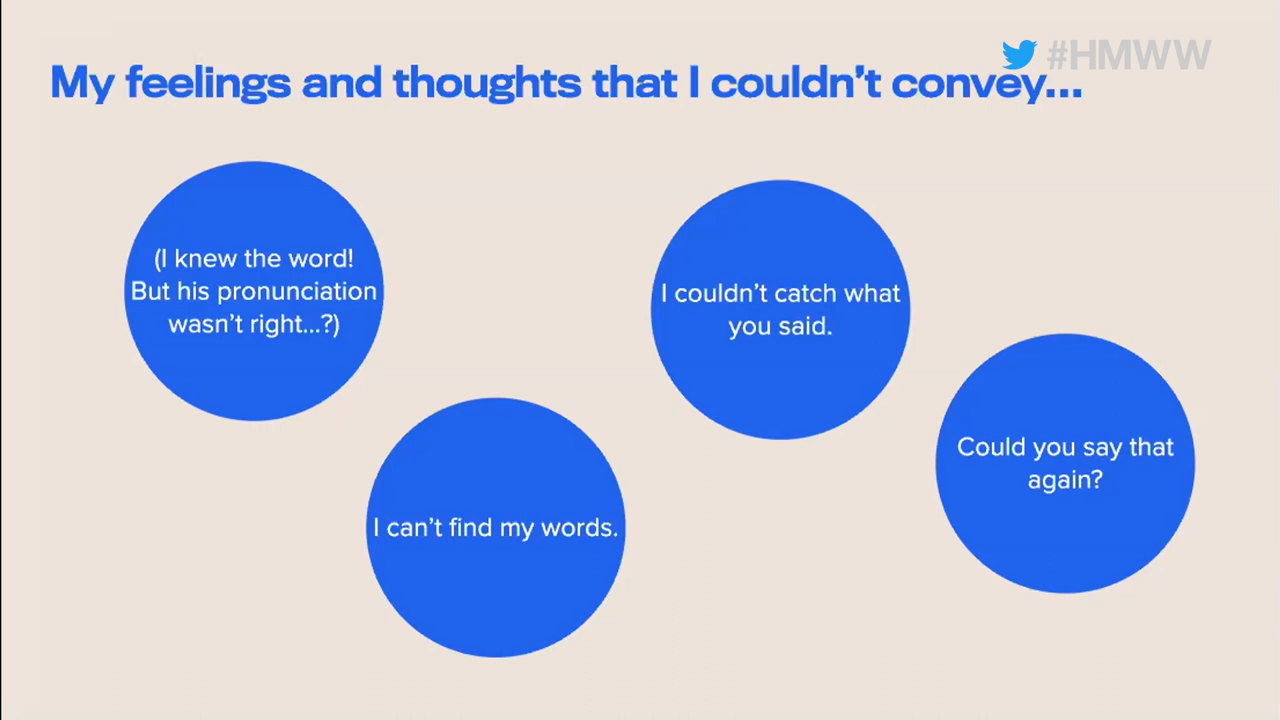 #HMWW
My feelings and thoughts that I couldn't convey...
(I knew the word!
But his pronunciation
wasn't right...?)
I couldn't catch what
you said.
Could you say that
again?
I can't find my words.